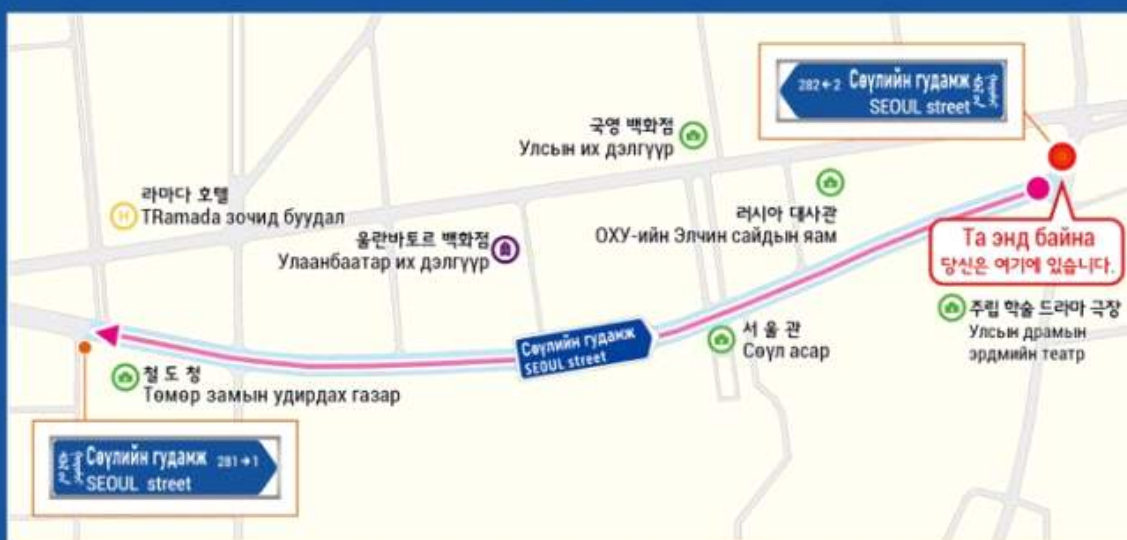 282←2 Сөүлийн гудамж
SEOUL street
국영 백화점
Улсын их дэлгүүр
라마다 호텔
H
TRamada зочид буудал
러시아 대사관
ОХУ-ийн Элчин сайдын яам
울란바토르 백화점
Улаанбаатар их дэлгүүр
Та энд байна
당신은 여기에 있습니다.
주립 학술 드라마 극장
Улсын драмын
эрдмийн театр
Сөүлийн гудамж
SEOUL street
서 울 관
Сөүл асар
철 도 청
Төмөр замын удирдах газар
Сөүлийн гудамж 281→1
SEOUL street